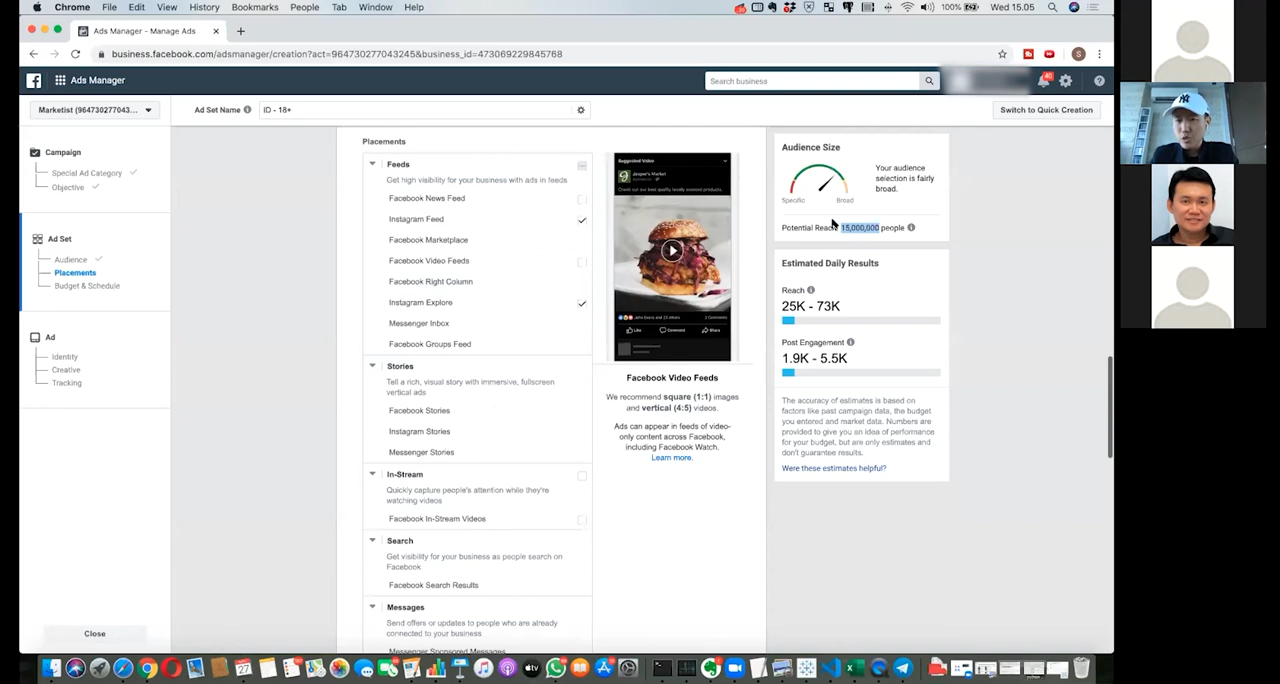 Chrome File Edit View History Bookmarks People Tab Window Help
100% Wed 15.05
Ads Manager - Manage Ads
business.facebook.com/adsmanager/creation?act=964730277043245&business_id=473069229845768
S
Ads Manager
Search business
Marketist (964730277043...
Ad Set Name
ID - 18+
Switch to Quick Creation
Campaign
Special Ad Category
Objective
Ad Set
Audience
Placements
Budget & Schedule
Ad
Identity
Creative
Tracking
Close
Placements
Feeds
Get high visibility for your business with ads in feeds
Facebook News Feed
Instagram Feed
Facebook Marketplace
Facebook Video Feeds
Facebook Right Column
Instagram Explore
Messenger Inbox
Facebook Groups Feed
Stories
Tell a rich, visual story with immersive, fullscreen
vertical ads
Facebook Stories
Instagram Stories
Messenger Stories
In-Stream
Quickly capture people's attention while they're
watching videos
Facebook In-Stream Videos
Search
Get visibility for your business as people search on
Facebook
Facebook Search Results
Messages
Send offers or updates to people who are already
connected to your business
Messenger Sponsored Messages
Suggested Video
Jasper's Market
Like Comment Share
Facebook Video Feeds
We recommend square (1:1) images
and vertical (4:5) videos.
Ads can appear in feeds of video-
only content across Facebook,
including Facebook Watch.
Learn more.
Audience Size
Your audience
selection is fairly
broad.
Specific Broad
Potential Reach: 15,000,000 people
Estimated Daily Results
Reach
25K - 73K
Post Engagement
1.9K - 5.5K
The accuracy of estimates is based on
factors like past campaign data, the budget
you entered and market data. Numbers are
provided to give you an idea of performance
for your budget, but are only estimates and
don't guarantee results.
Were these estimates helpful?